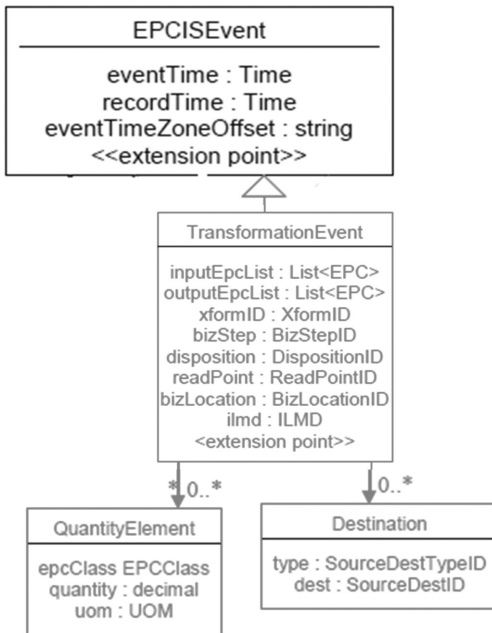 EPCISEvent
eventTime : Time
recordTime : Time
eventTimeZoneOffset : string
<<extension point>>
TransformationEvent
inputEpcList : List<EPC>
outputEpcList : List<EPC>
xformID : XformID
bizStep : BizStepID
disposition : DispositionID
readPoint : ReadPointID
bizLocation : BizLocationID
ilmd : ILMD
<extension point>>
* 0..*
0..*
QuantityElement
epcClass EPCClass
quantity : decimal
uom : UOM
Destination
type : SourceDestTypeID
dest : SourceDestID